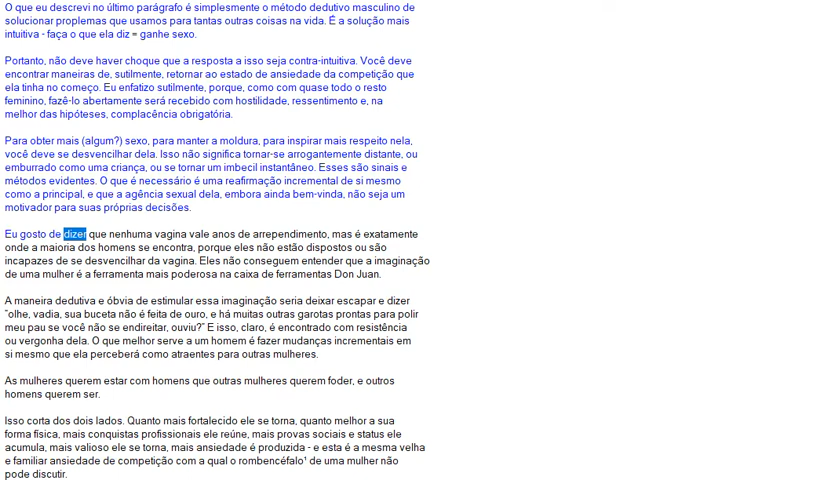 O que eu descrevi no último parágrafo é simplesmente o método dedutivo masculino de
solucionar proplemas que usamos para tantas outras coisas na vida. É a solução mais
intuitiva - faça o que ela diz = ganhe sexo.
Portanto, não deve haver choque que a resposta a isso seja contra-intuitiva. Você deve
encontrar maneiras de, sutilmente, retornar ao estado de ansiedade da competição que
ela tinha no começo. Eu enfatizo sutilmente, porque, como com quase todo o resto
feminino, fazê-lo abertamente será recebido com hostilidade, ressentimento e, na
melhor das hipóteses, complacência obrigatória.
Para obter mais (algum?) sexo, para manter a moldura, para inspirar mais respeito nela,
você deve se desvencilhar dela. Isso não significa tornar-se arrogantemente distante, ou
emburrado como uma criança, ou se tornar um imbecil instantâneo. Esses são sinais e
métodos evidentes. O que é necessário é uma reafirmação incremental de si mesmo
como a principal, e que a agência sexual dela, embora ainda bem-vinda, não seja um
motivador para suas próprias decisões.
Eu gosto de dizer que nenhuma vagina vale anos de arrependimento, mas é exatamente
onde a maioria dos homens se encontra, porque eles não estão dispostos ou são
incapazes de se desvencilhar da vagina. Eles não conseguem entender que a imaginação
de uma mulher é a ferramenta mais poderosa na caixa de ferramentas Don Juan.
A maneira dedutiva e óbvia de estimular essa imaginação seria deixar escapar e dizer
"olhe, vadia, sua buceta não é feita de ouro, e há muitas outras garotas prontas para polir
meu pau se você não se endireitar, ouviu?" E isso, claro, é encontrado com resistência
ou vergonha dela. O que melhor serve a um homem é fazer mudanças incrementais em
si mesmo que ela perceberá como atraentes para outras mulheres.
As mulheres querem estar com homens que outras mulheres querem foder, e outros
homens querem ser.
Isso corta dos dois lados. Quanto mais fortalecido ele se torna, quanto melhor a sua
forma física, mais conquistas profissionais ele reúne, mais provas sociais e status ele
acumula, mais valioso ele se torna, mais ansiedade é produzida - e esta é a mesma velha
e familiar ansiedade de competição com a qual o rombencéfalo¹ de uma mulher não
pode discutir.